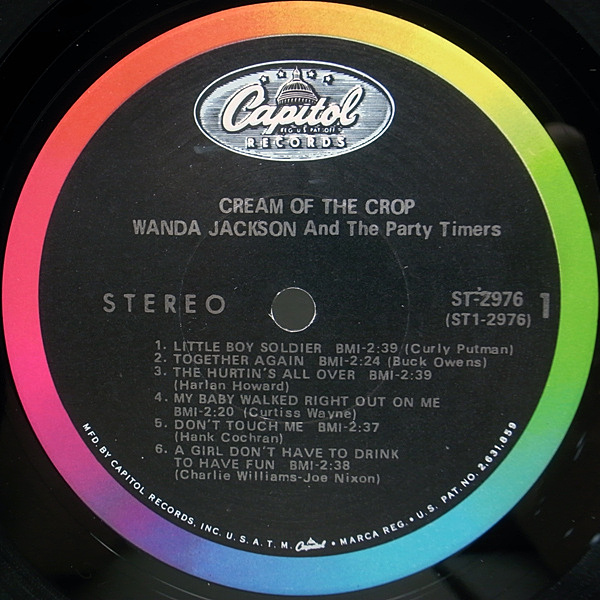 Capitol
REG. U.S. PAT. OFF.
RECORDS
CREAM OF THE CROP
WANDA JACKSON And The Party Timers
STEREO
ST-2976 1
(ST1-2976)
1. LITTLE BOY SOLDIER BMI-2:39 (Curly Putman)
2. TOGETHER AGAIN BMI-2:24 (Buck Owens)
3. THE HURTIN'S ALL OVER BMI-2:39
(Harlan Howard)
4. MY BABY WALKED RIGHT OUT ON ME
BMI-2:20 (Curtiss Wayne)
5. DON'T TOUCH ME BMI-2:37
(Hank Cochran)
6. A GIRL DON'T HAVE TO DRINK
TO HAVE FUN BMI-2:38
(Charlie Williams-Joe Nixon)
MFD. BY CAPITOL RECORDS, INC. U.S.A. T.M. Capitol • MARCA REG. • U.S. PAT. NO. 2,631,859